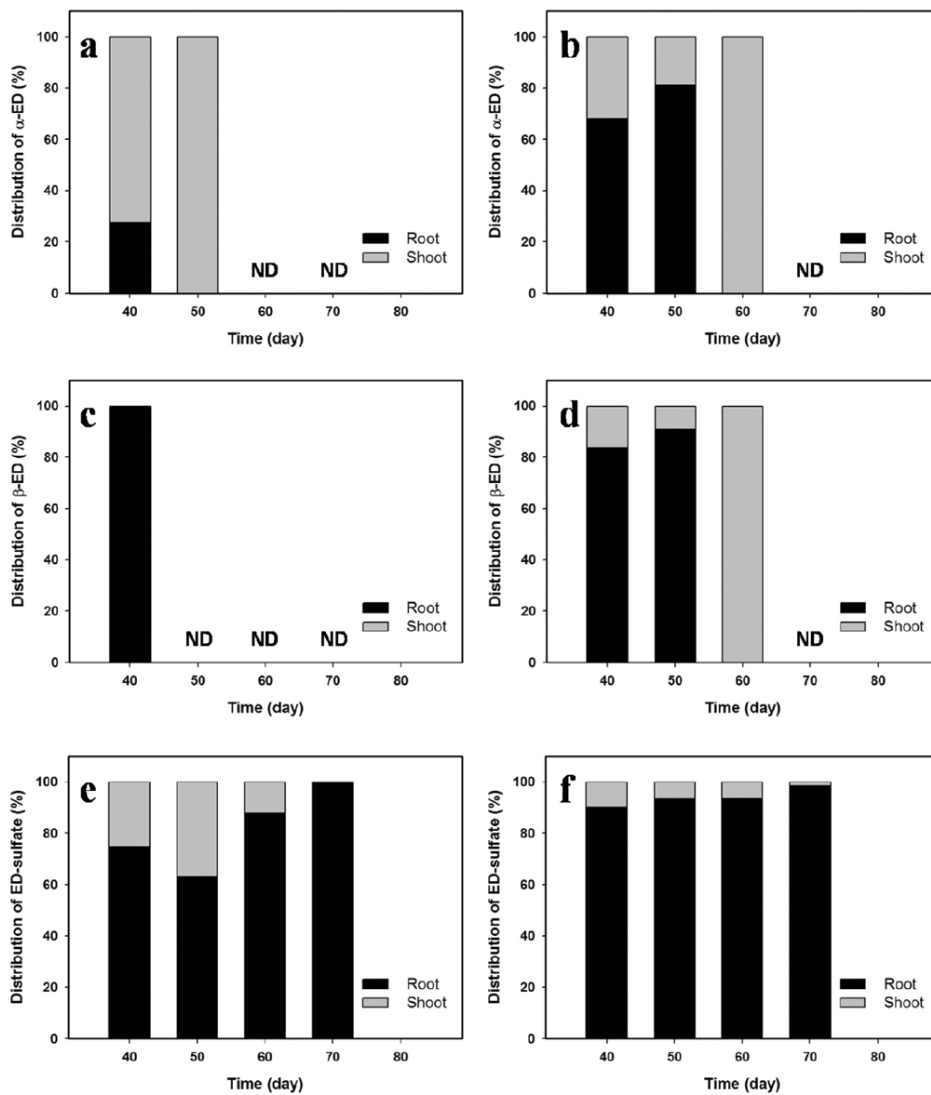 a
Distribution of α-ED (%)
100
80
60
40
20
0
ND ND
Root
Shoot
40 50 60 70 80
Time (day)
b
Distribution of α-ED (%)
100
80
60
40
20
0
ND
Root
Shoot
40 50 60 70 80
Time (day)
c
Distribution of β-ED (%)
100
80
60
40
20
0
ND ND ND
Root
Shoot
40 50 60 70 80
Time (day)
d
Distribution of β-ED (%)
100
80
60
40
20
0
ND
Root
Shoot
40 50 60 70 80
Time (day)
e
Distribution of ED-sulfate (%)
100
80
60
40
20
0
Root
Shoot
40 50 60 70 80
Time (day)
f
Distribution of ED-sulfate (%)
100
80
60
40
20
0
Root
Shoot
40 50 60 70 80
Time (day)